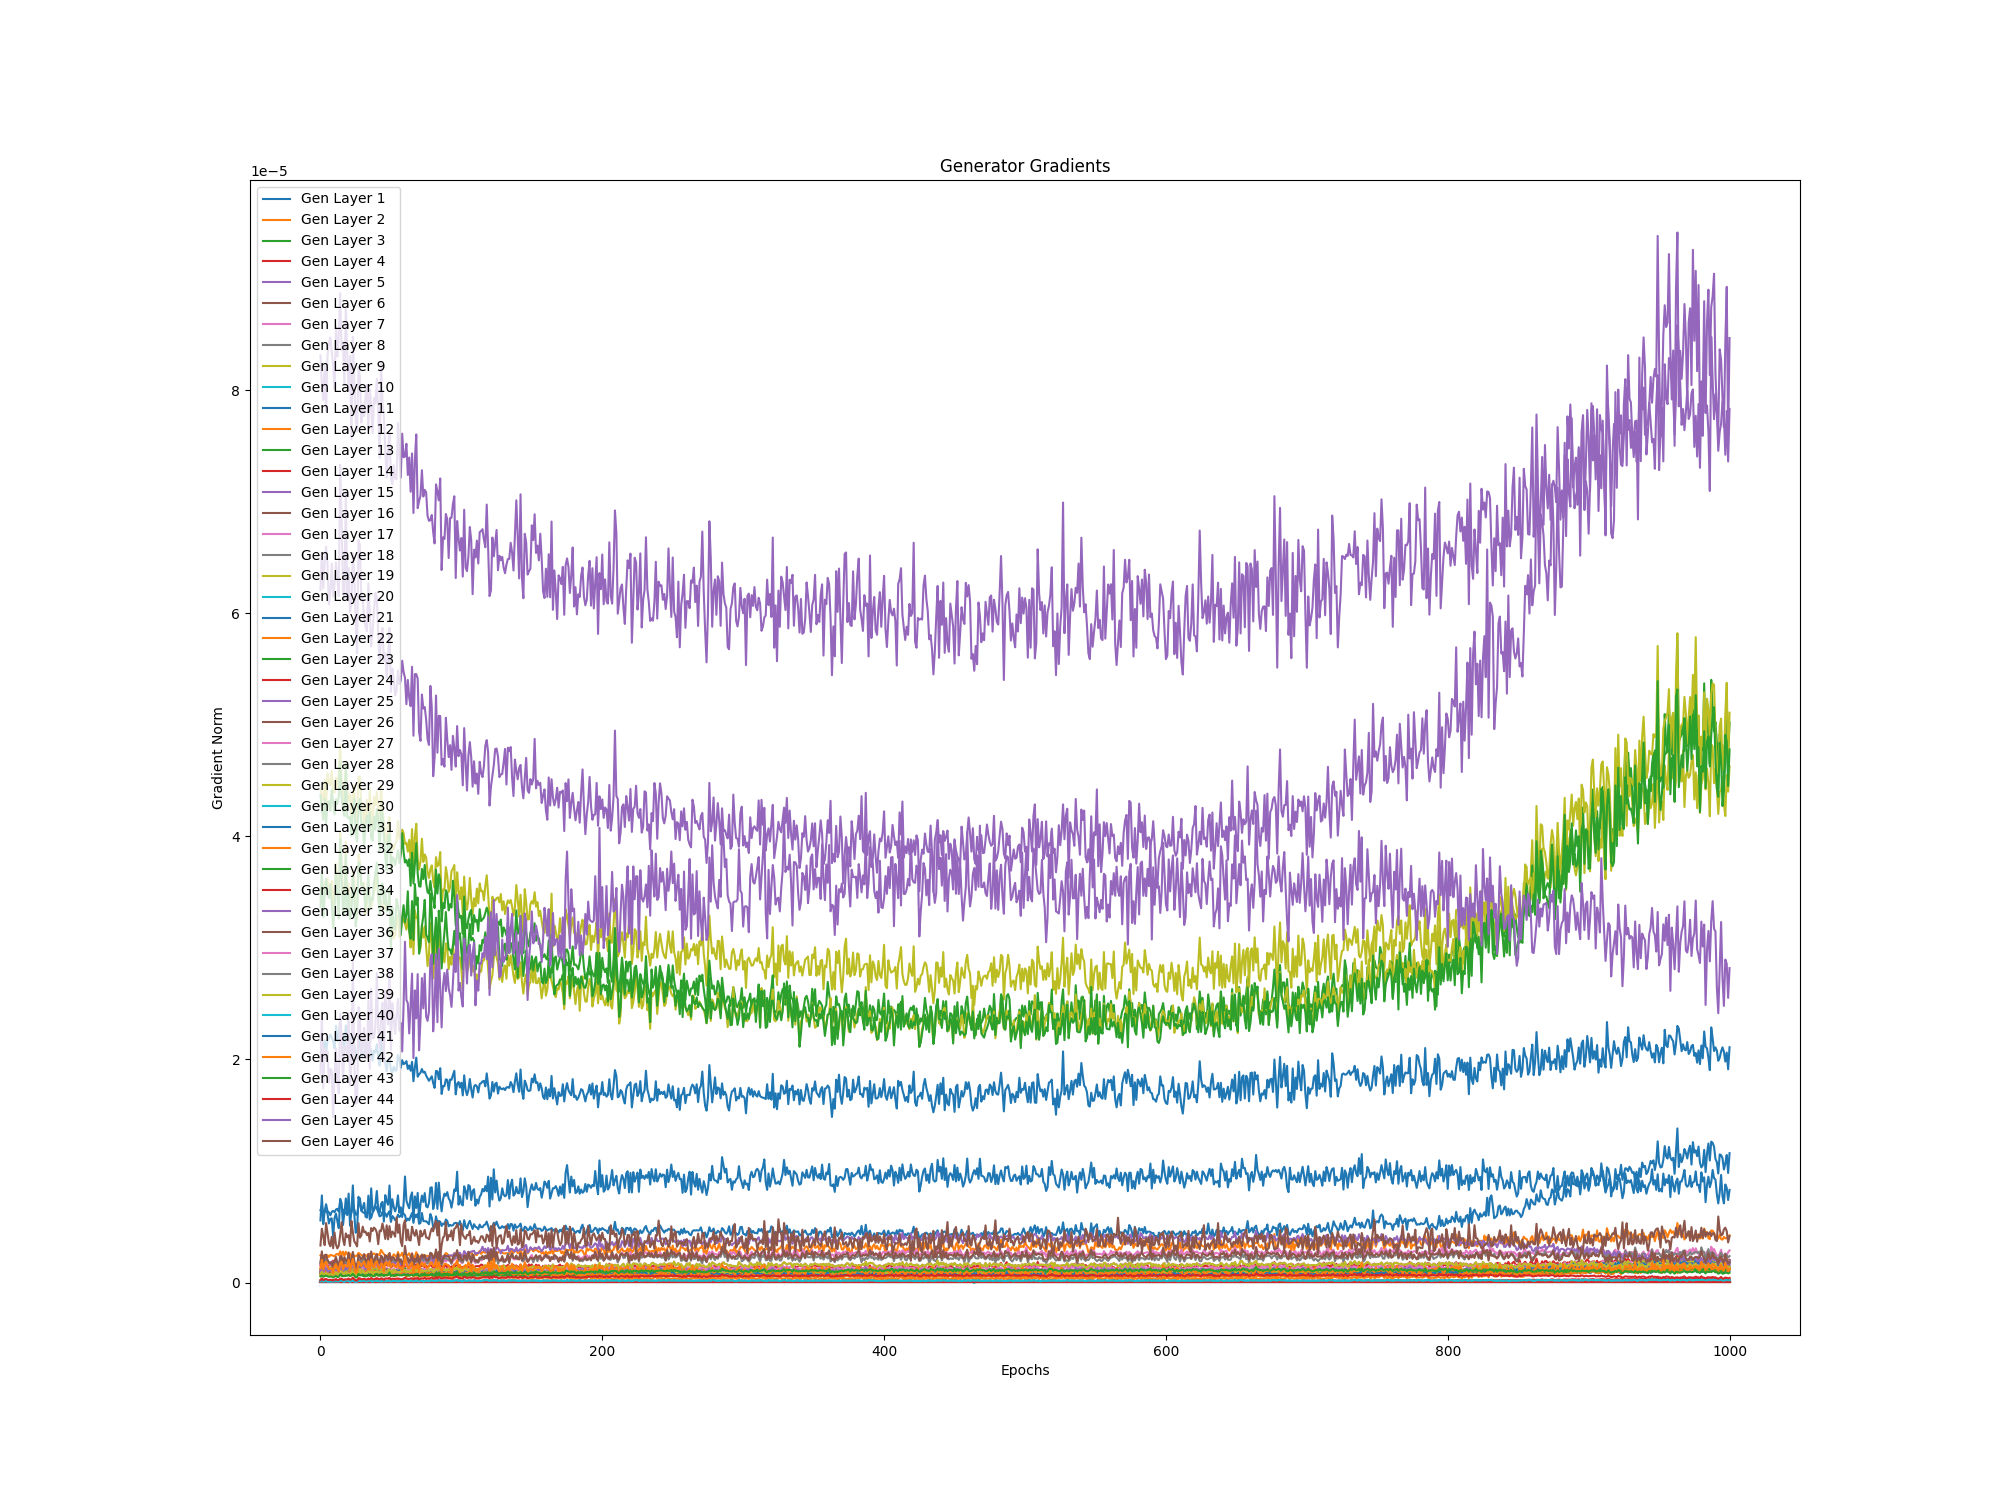 Generator Gradients
1e−5
Gen Layer 1
Gen Layer 2
Gen Layer 3
Gen Layer 4
Gen Layer 5
Gen Layer 6
Gen Layer 7
Gen Layer 8
Gen Layer 9
Gen Layer 10
Gen Layer 11
Gen Layer 12
Gen Layer 13
Gen Layer 14
Gen Layer 15
Gen Layer 16
Gen Layer 17
Gen Layer 18
Gen Layer 19
Gen Layer 20
Gen Layer 21
Gen Layer 22
Gen Layer 23
Gen Layer 24
Gen Layer 25
Gen Layer 26
Gen Layer 27
Gen Layer 28
Gen Layer 29
Gen Layer 30
Gen Layer 31
Gen Layer 32
Gen Layer 33
Gen Layer 34
Gen Layer 35
Gen Layer 36
Gen Layer 37
Gen Layer 38
Gen Layer 39
Gen Layer 40
Gen Layer 41
Gen Layer 42
Gen Layer 43
Gen Layer 44
Gen Layer 45
Gen Layer 46
8
6
4
2
0
Gradient Norm
0 200 400 600 800 1000
Epochs